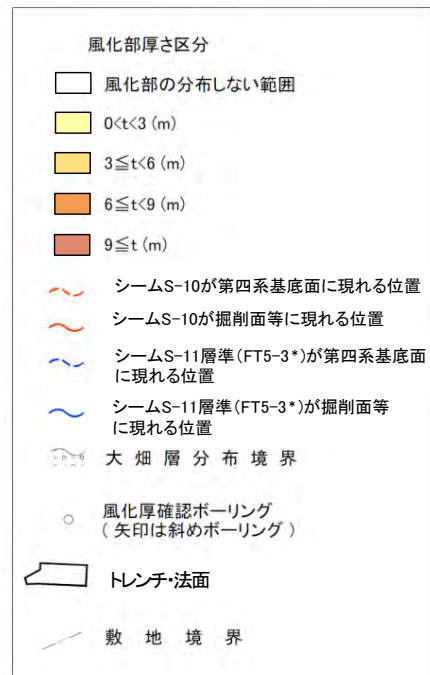 風化部厚さ区分
風化部の分布しない範囲
0<t<3 (m)
3≦t<6 (m)
6≦t<9 (m)
9≦t (m)
シームS-10が第四系基底面に現れる位置
シームS-10が掘削面等に現れる位置
シームS-11層準(FT5-3*)が第四系基底面
に現れる位置
シームS-11層準(FT5-3*)が掘削面等
に現れる位置
大畑層分布境界
風化厚確認ボーリング
(矢印は斜めボーリング)
トレンチ・法面
敷地境界